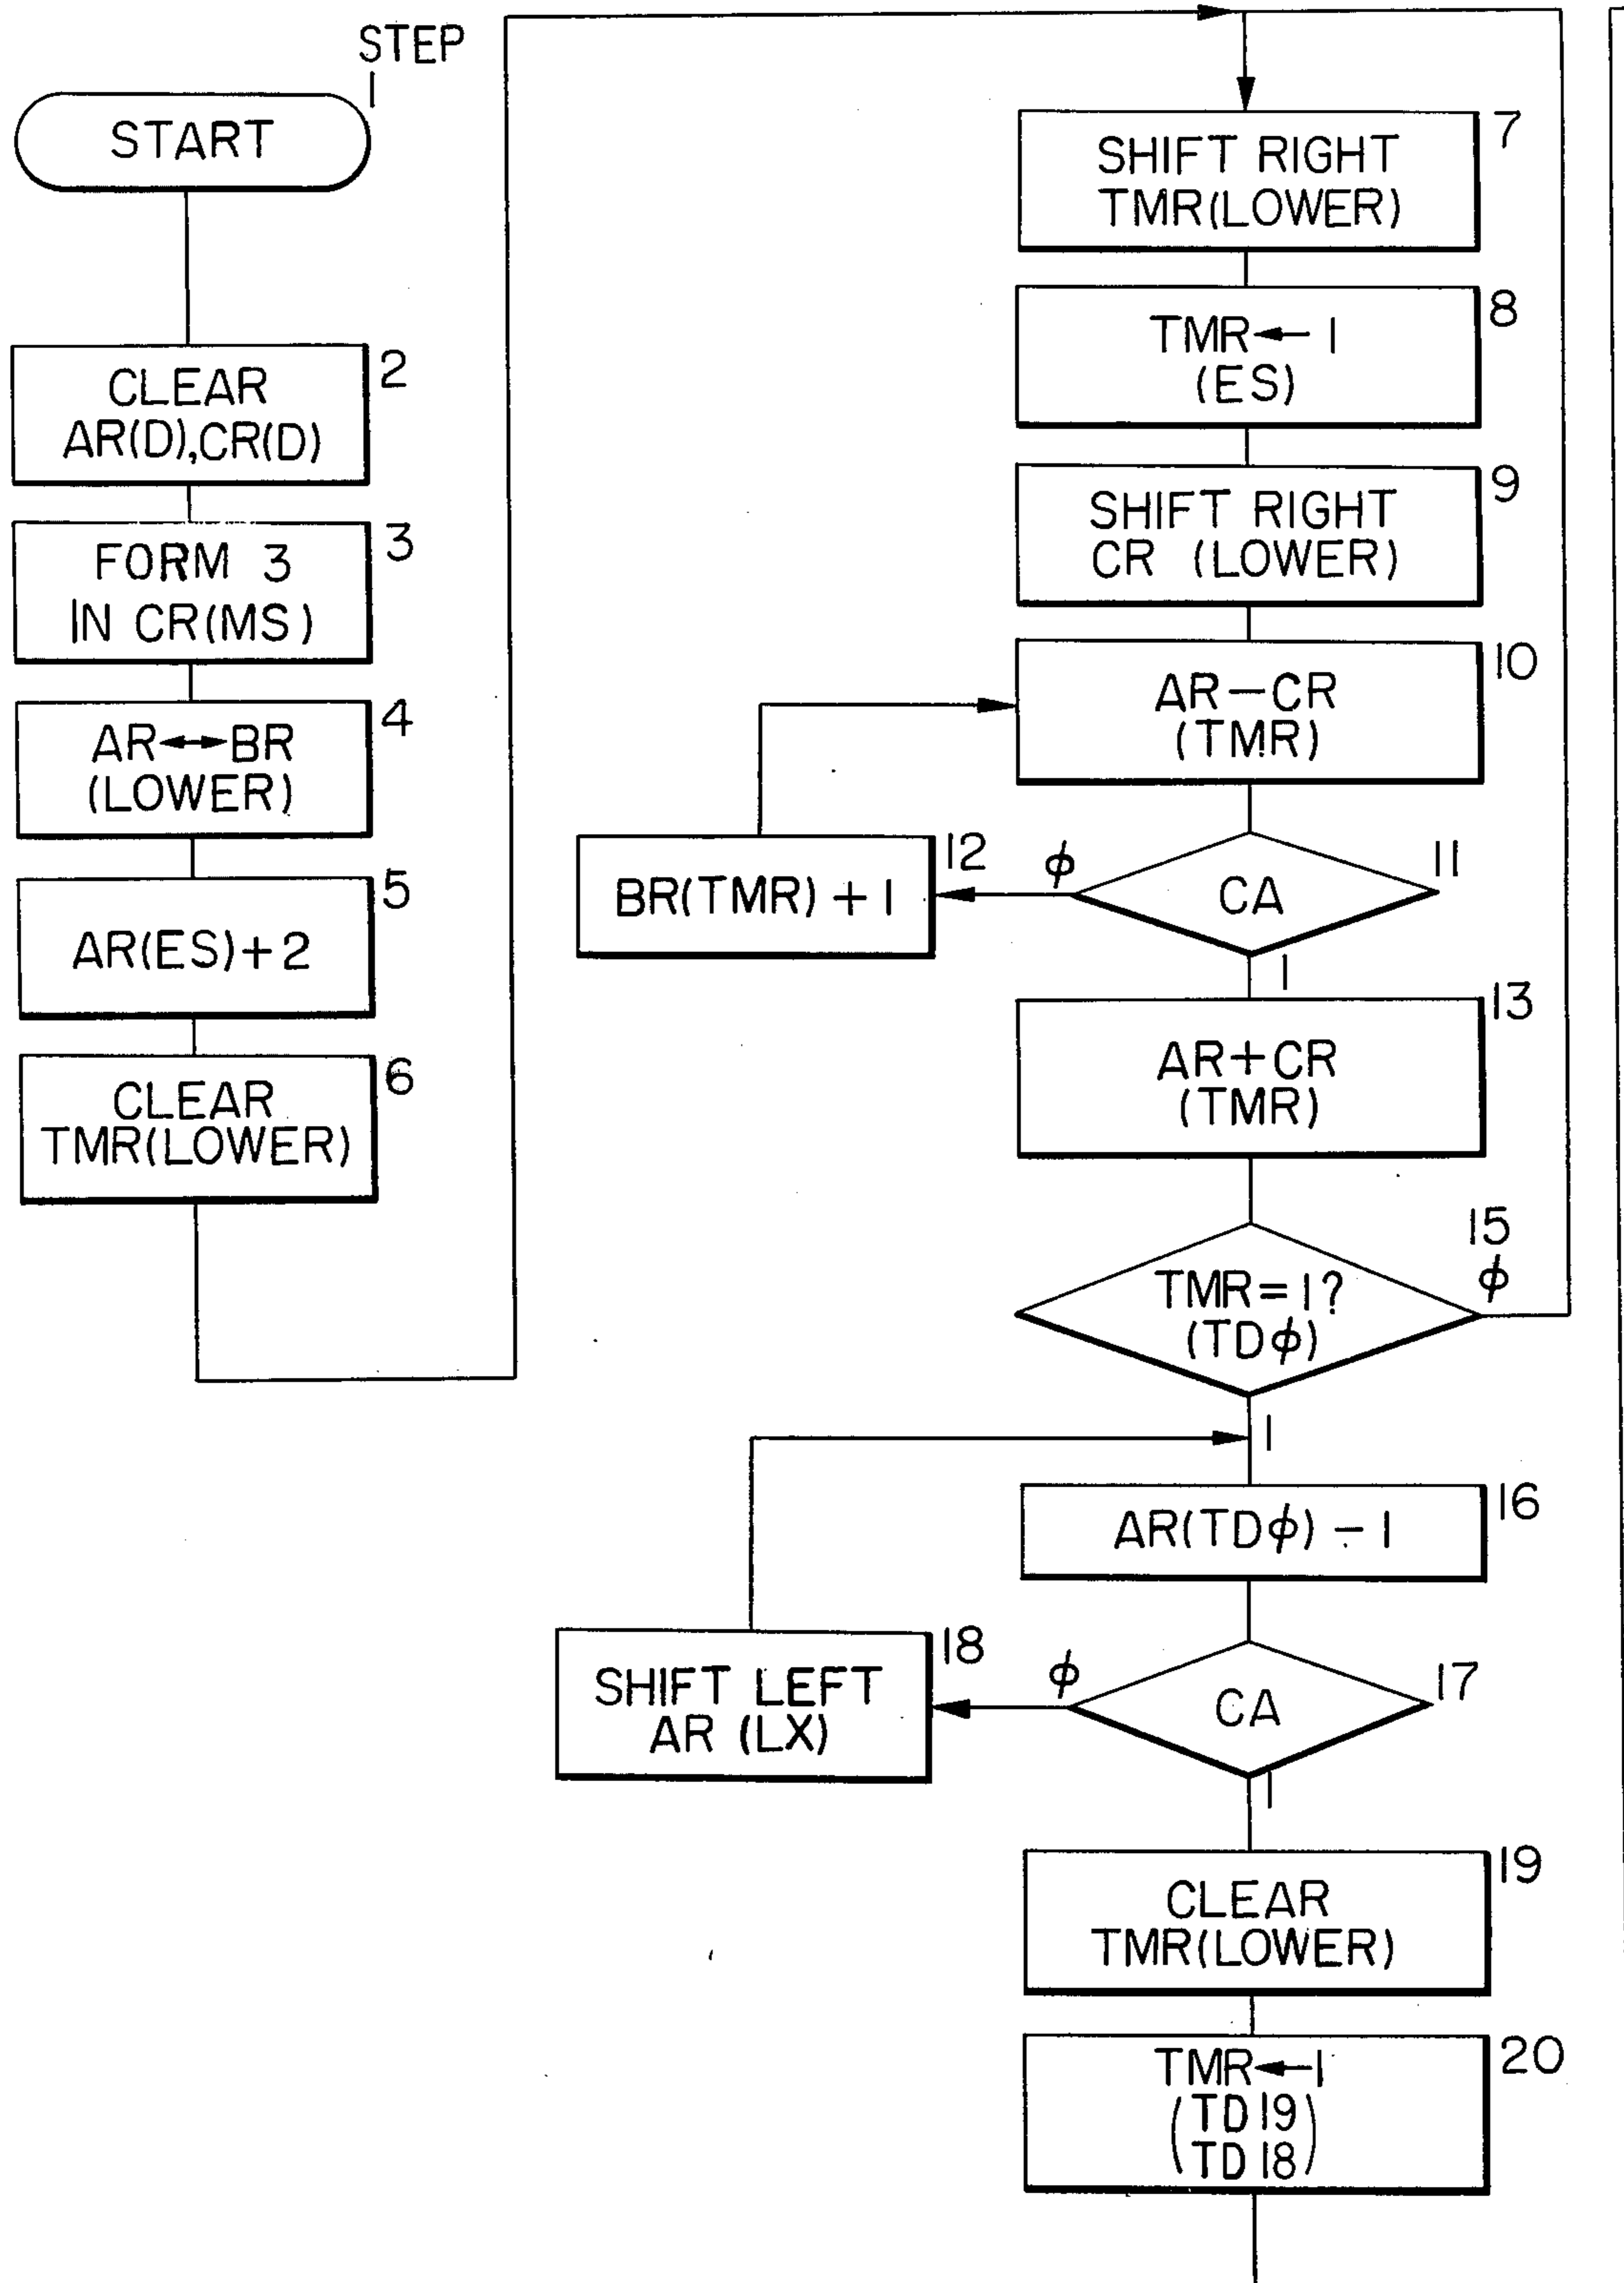 STEP
1
START
2
CLEAR
AR(D),CR(D)
3
FORM 3
IN CR(MS)
4
AR↔BR
(LOWER)
5
AR(ES)+2
6
CLEAR
TMR(LOWER)
7
SHIFT RIGHT
TMR(LOWER)
8
TMR←1
(ES)
9
SHIFT RIGHT
CR (LOWER)
10
AR−CR
(TMR)
11
CA
ϕ
1
12
BR(TMR)+1
13
AR+CR
(TMR)
15
ϕ
TMR=1?
(TDϕ)
1
16
AR(TDϕ)−1
17
CA
ϕ
1
18
SHIFT LEFT
AR (LX)
19
CLEAR
TMR(LOWER)
20
TMR←1
(TD19
TD18)